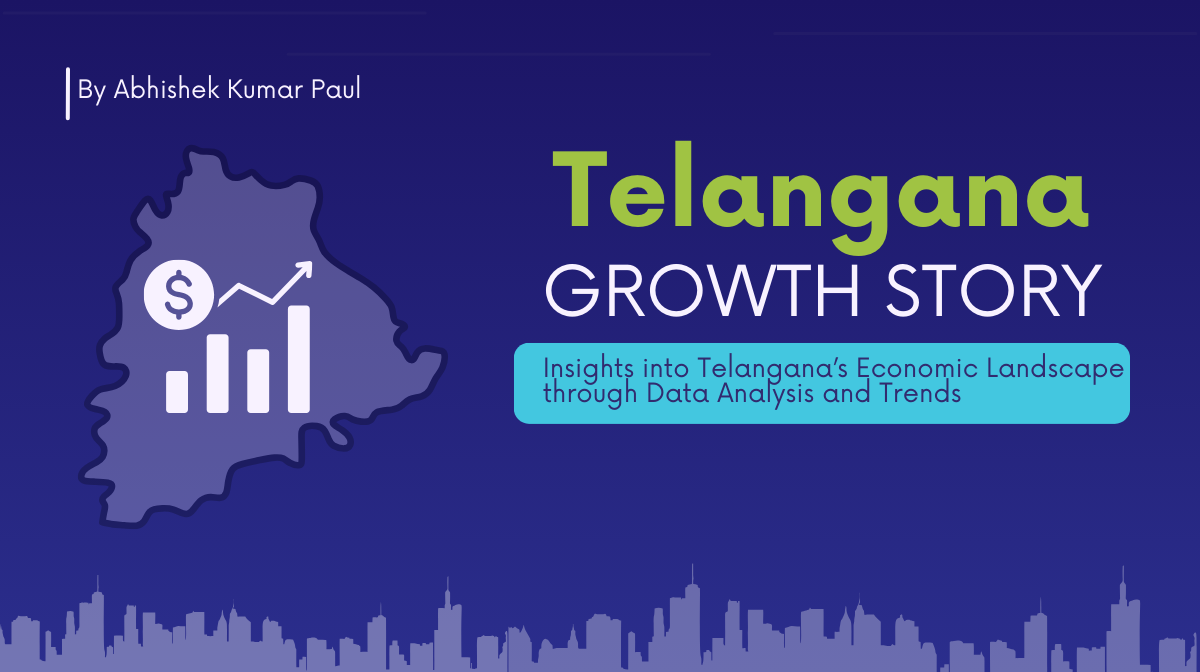 By Abhishek Kumar Paul
Telangana
GROWTH STORY
Insights into Telangana’s Economic Landscape
through Data Analysis and Trends
$